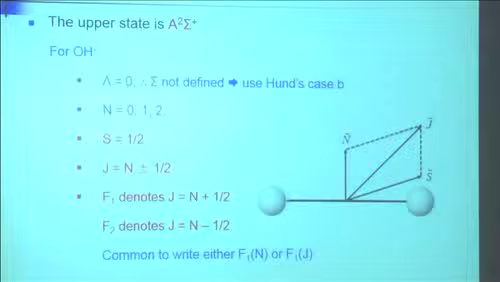 The upper state is A²Σ⁺
For OH:
Λ = 0, ∴ Σ not defined ➡ use Hund's case b
N = 0, 1, 2,
S = 1/2
J = N ± 1/2
F₁ denotes J = N + 1/2
F₂ denotes J = N – 1/2
Common to write either F₁(N) or F₁(J)
N
J
S